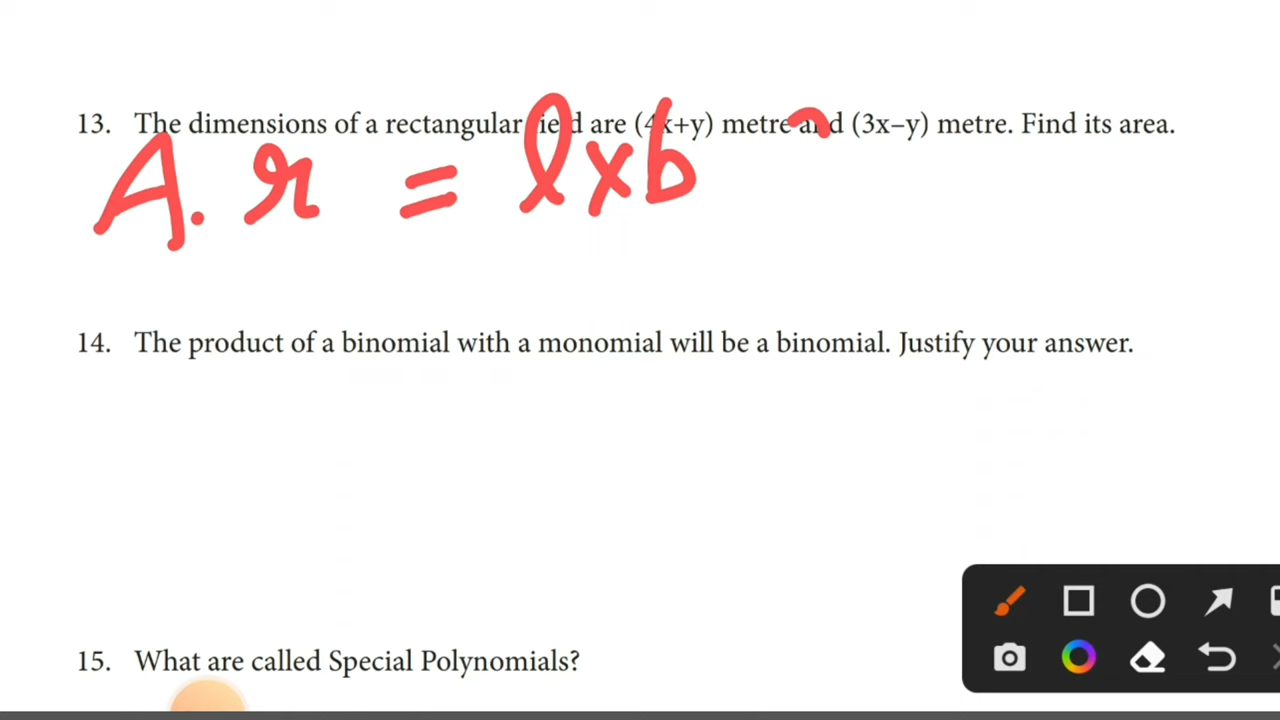 13. The dimensions of a rectangular field are (4x+y) metre and (3x–y) metre. Find its area.
A. r = l x b
14. The product of a binomial with a monomial will be a binomial. Justify your answer.
15. What are called Special Polynomials?